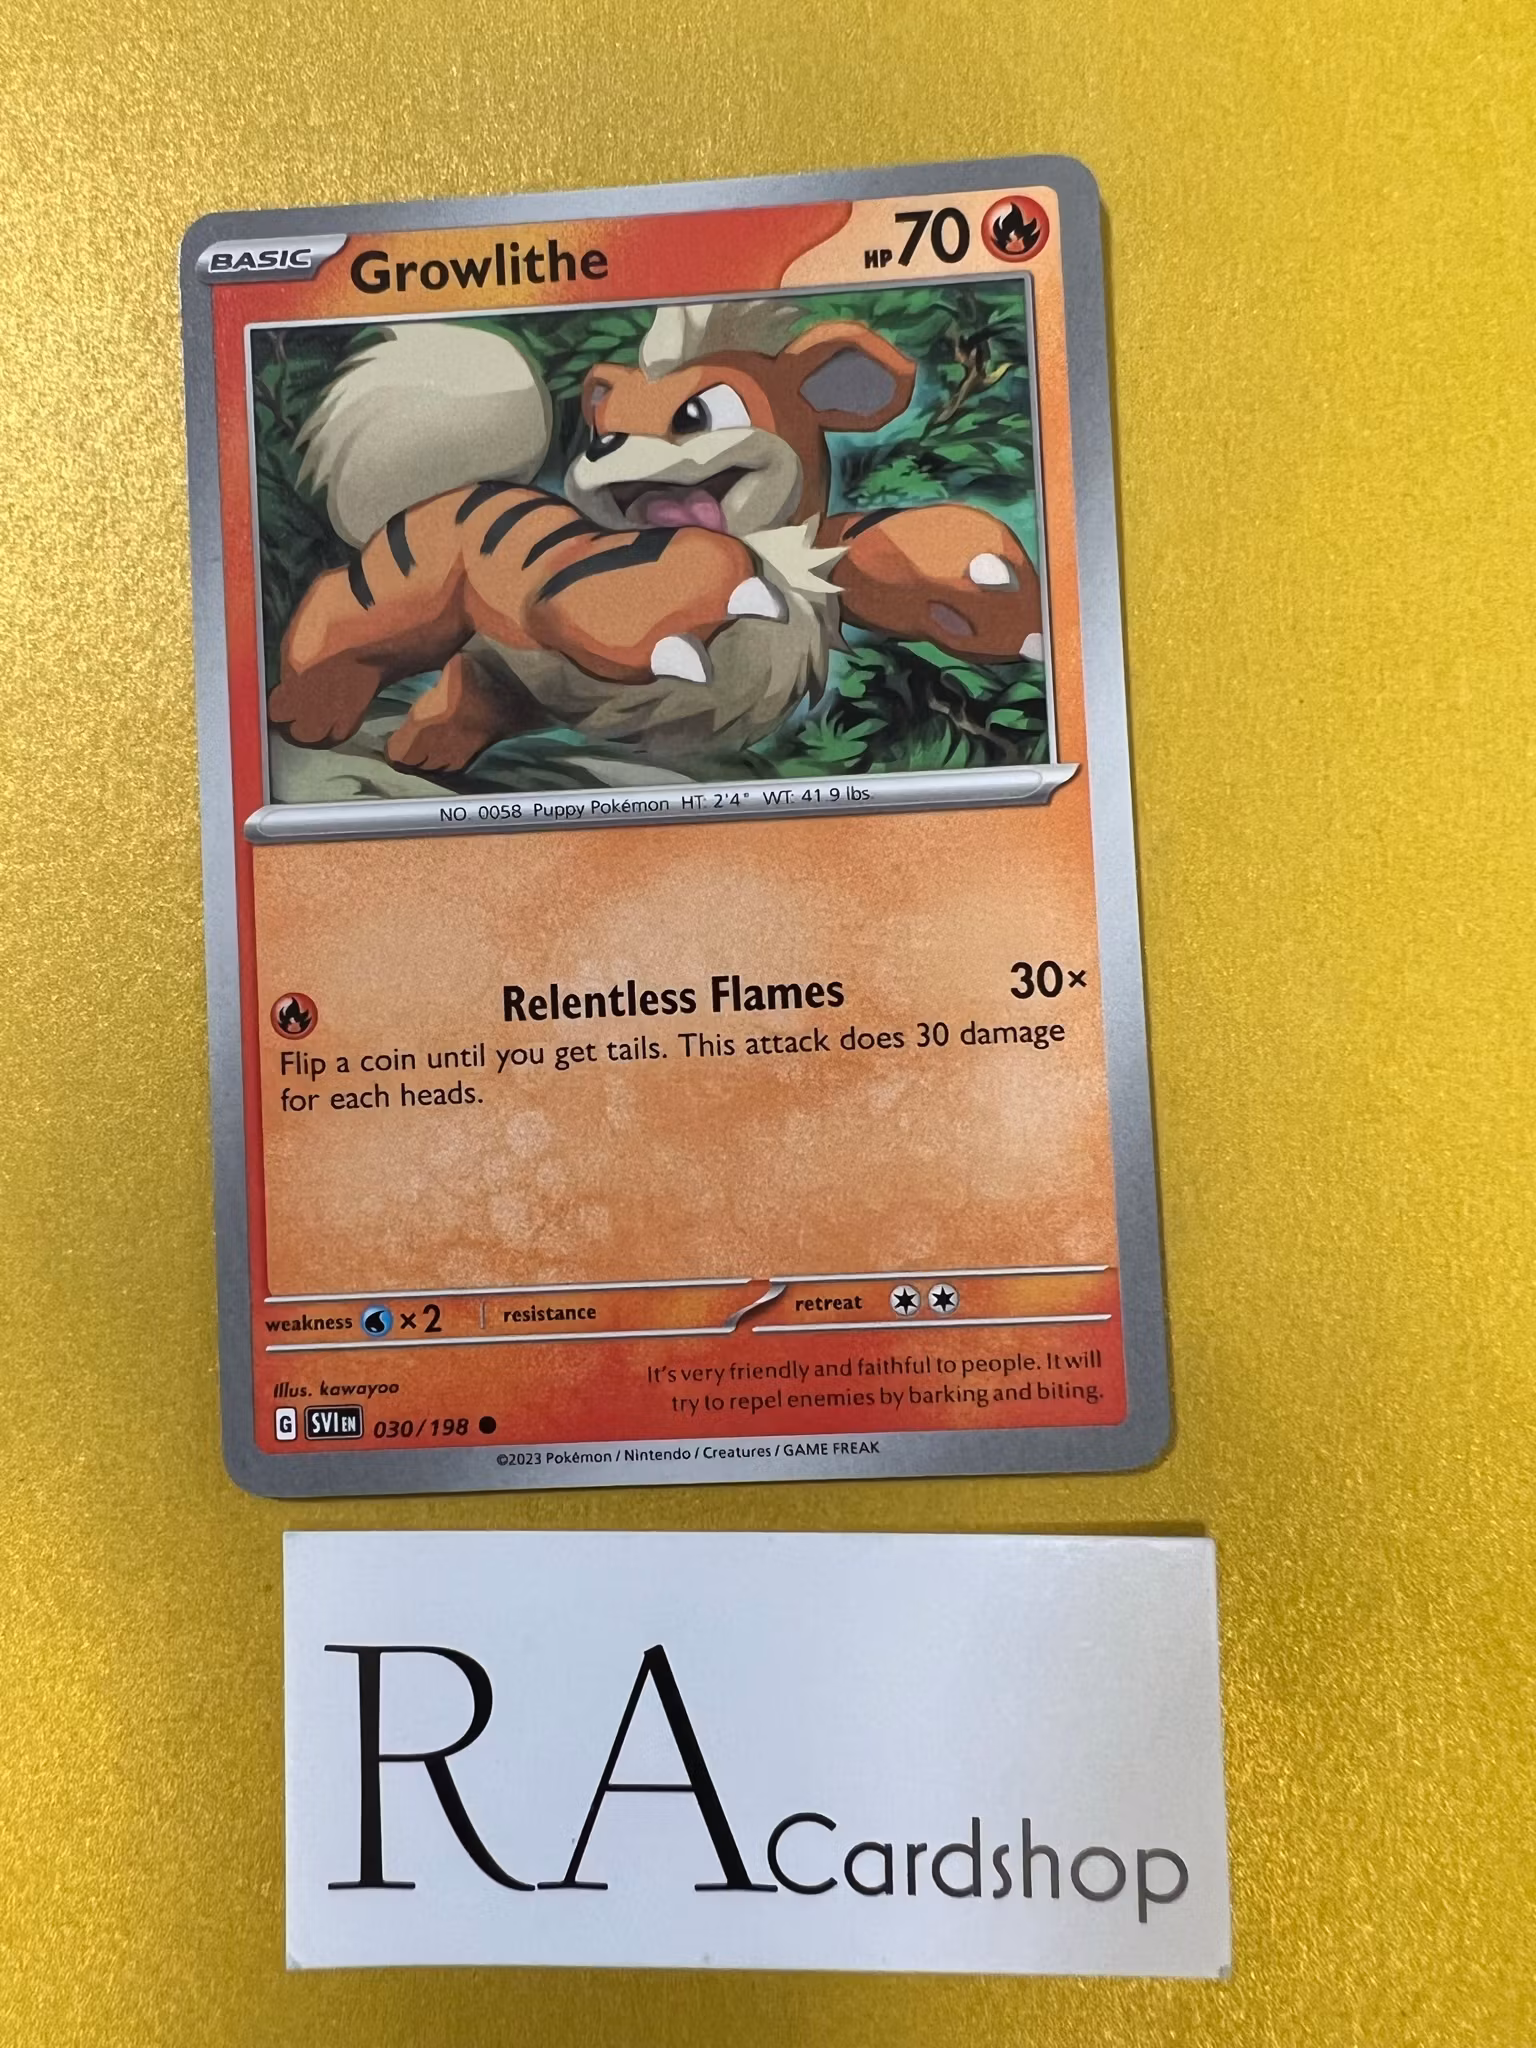 BASIC Growlithe HP 70
NO. 0058 Puppy Pokémon HT: 2'4" WT: 41.9 lbs.
Relentless Flames 30×
Flip a coin until you get tails. This attack does 30 damage
for each heads.
weakness ×2 resistance retreat
Illus. kawayoo
It's very friendly and faithful to people. It will
try to repel enemies by barking and biting.
G SVI EN 030/198
©2023 Pokémon / Nintendo / Creatures / GAME FREAK
RA Cardshop